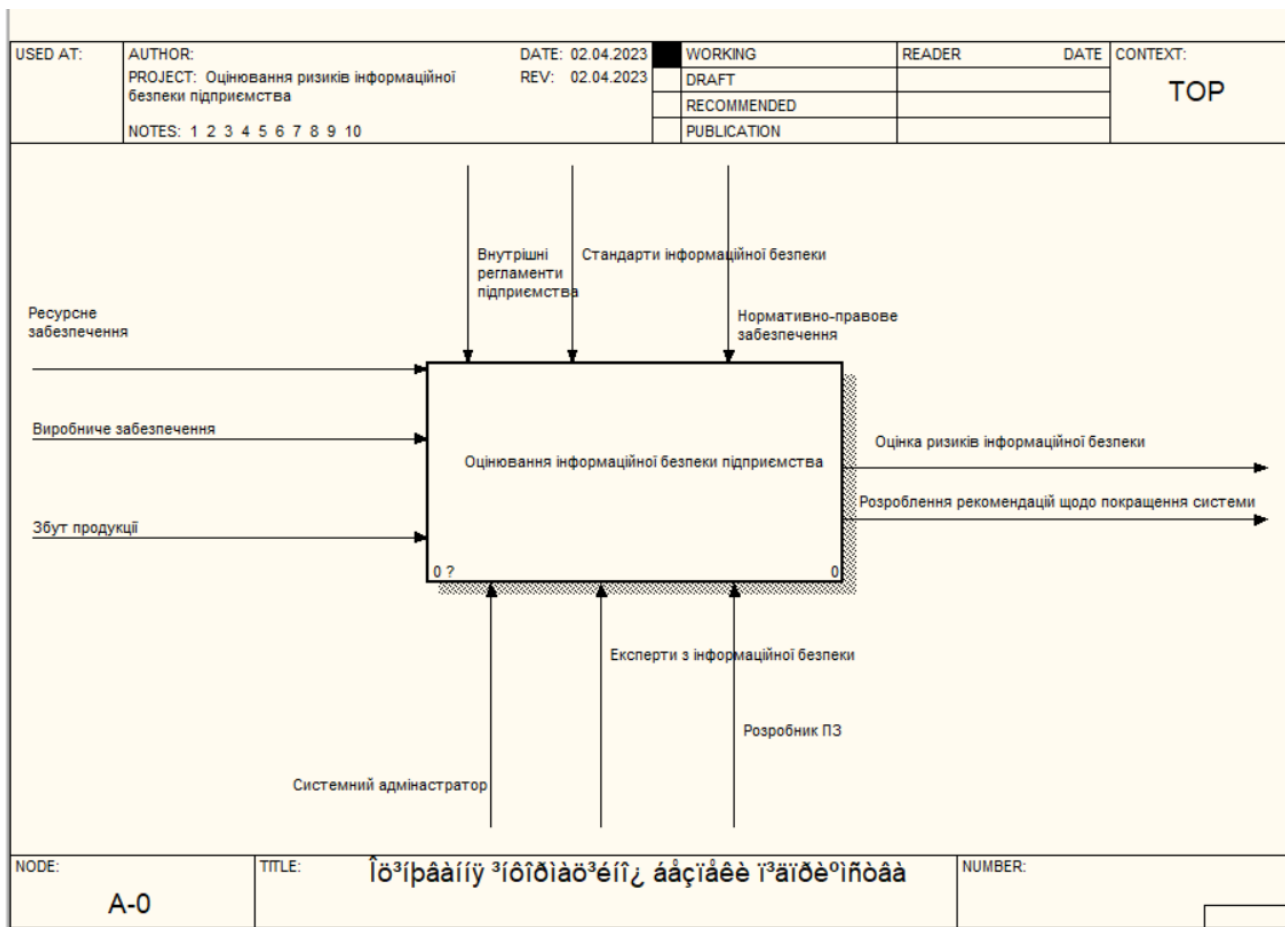 USED AT:
AUTHOR:
DATE: 02.04.2023
PROJECT: Оцінювання ризиків інформаційної
безпеки підприємства
REV: 02.04.2023
NOTES: 1 2 3 4 5 6 7 8 9 10
WORKING
DRAFT
RECOMMENDED
PUBLICATION
READER
DATE
CONTEXT:
TOP
Внутрішні
регламенти
підприємства
Стандарти інформаційної безпеки
Нормативно-правове
забезпечення
Ресурсне
забезпечення
Виробниче забезпечення
Збут продукції
Оцінювання інформаційної безпеки підприємства
0 ?
0
Оцінка ризиків інформаційної безпеки
Розроблення рекомендацій щодо покращення системи
Експерти з інформаційної безпеки
Розробник ПЗ
Системний адмінастратор
NODE:
A-0
TITLE:
Îö³íþâàííÿ ³íôîðìàö³éíî¿ áåçïåêè ï³äïðèºìñòâà
NUMBER: